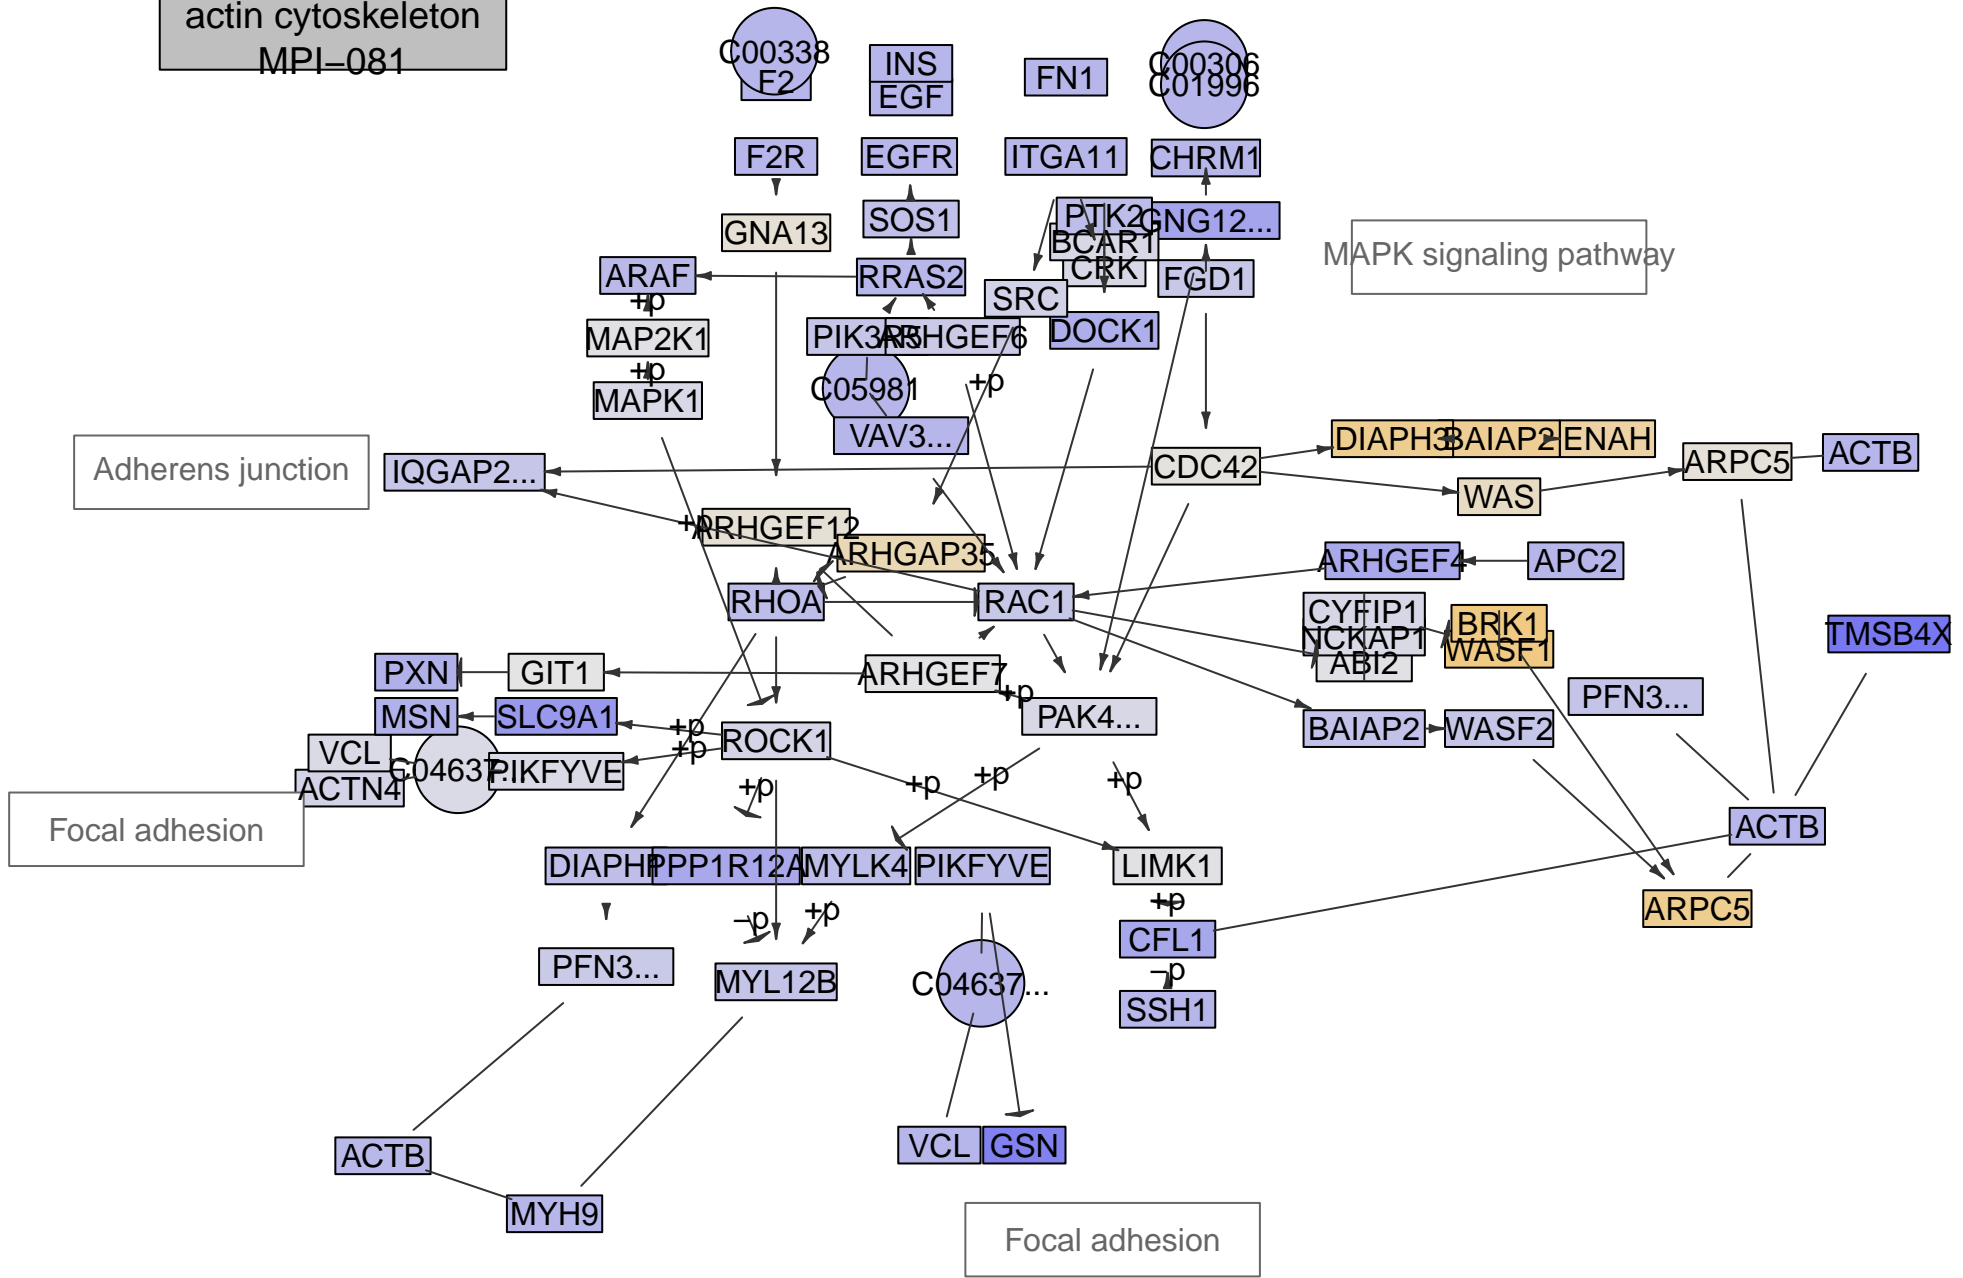 actin cytoskeleton
MPI−081
C00338
F2
INS
EGF
FN1
C00306
C01996
F2R
EGFR
ITGA11
CHRM1
GNA13
SOS1
PTK2
GNG12...
BCAR1
CRK
FGD1
MAPK signaling pathway
ARAF
RRAS2
SRC
+p
MAP2K1
ARHGEF6
DOCK1
+p
MAPK1
C05981
+p
VAV3...
Adherens junction
IQGAP2...
CDC42
DIAPH3
BAIAP2
ENAH
ARPC5
ACTB
WAS
+p
ARHGEF12
ARHGAP35
ARHGEF4
APC2
RHOA
RAC1
CYFIP1
NCKAP1
ABI2
BRK1
WASF1
TMSB4X
PXN
GIT1
ARHGEF7
+p
PAK4...
PFN3...
MSN
SLC9A1
+p
ROCK1
BAIAP2
WASF2
VCL
ACTN4
C04637...
PIKFYVE
+p
+p
+p
+p
+p
Focal adhesion
ACTB
PPP1R12A
MYLK4
PIKFYVE
LIMK1
+p
−p
+p
ARPC5
CFL1
PFN3...
MYL12B
C04637...
−p
SSH1
ACTB
VCL
GSN
MYH9
Focal adhesion